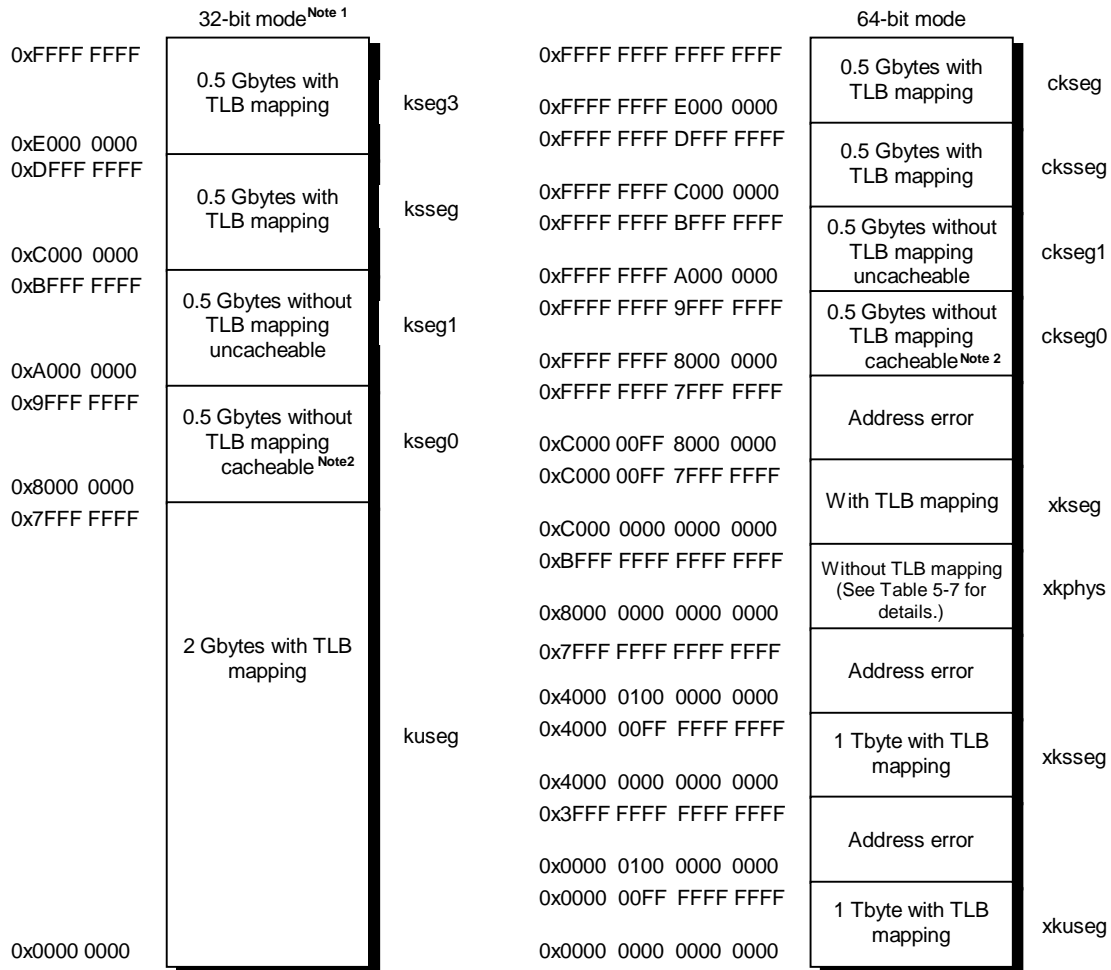 32-bit mode Note 1
0xFFFF FFFF
0.5 Gbytes with
TLB mapping
kseg3
0xE000 0000
0xDFFF FFFF
0.5 Gbytes with
TLB mapping
ksseg
0xC000 0000
0xBFFF FFFF
0.5 Gbytes without
TLB mapping
uncacheable
kseg1
0xA000 0000
0x9FFF FFFF
0.5 Gbytes without
TLB mapping
cacheable Note2
kseg0
0x8000 0000
0x7FFF FFFF
2 Gbytes with TLB
mapping
kuseg
0x0000 0000
64-bit mode
0xFFFF FFFF FFFF FFFF
0.5 Gbytes with
TLB mapping
ckseg
0xFFFF FFFF E000 0000
0xFFFF FFFF DFFF FFFF
0.5 Gbytes with
TLB mapping
cksseg
0xFFFF FFFF C000 0000
0xFFFF FFFF BFFF FFFF
0.5 Gbytes without
TLB mapping
uncacheable
ckseg1
0xFFFF FFFF A000 0000
0xFFFF FFFF 9FFF FFFF
0.5 Gbytes without
TLB mapping
cacheable Note 2
ckseg0
0xFFFF FFFF 8000 0000
0xFFFF FFFF 7FFF FFFF
Address error
0xC000 00FF 8000 0000
0xC000 00FF 7FFF FFFF
With TLB mapping
xkseg
0xC000 0000 0000 0000
0xBFFF FFFF FFFF FFFF
Without TLB mapping
(See Table 5-7 for
details.)
xkphys
0x8000 0000 0000 0000
0x7FFF FFFF FFFF FFFF
Address error
0x4000 0100 0000 0000
0x4000 00FF FFFF FFFF
1 Tbyte with TLB
mapping
xksseg
0x4000 0000 0000 0000
0x3FFF FFFF FFFF FFFF
Address error
0x0000 0100 0000 0000
0x0000 00FF FFFF FFFF
1 Tbyte with TLB
mapping
xkuseg
0x0000 0000 0000 0000